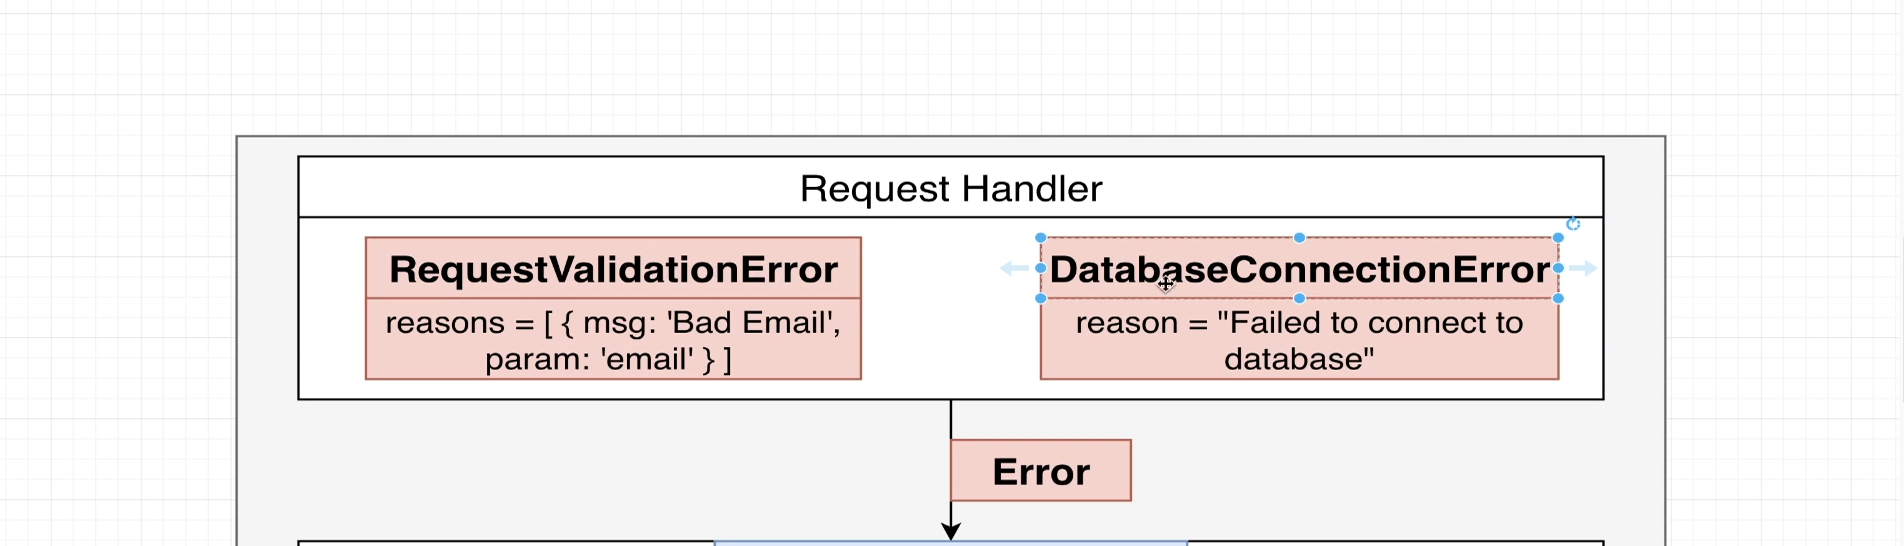 Request Handler
RequestValidationError
reasons = [ { msg: 'Bad Email',
param: 'email' } ]
DatabaseConnectionError
reason = "Failed to connect to
database"
Error